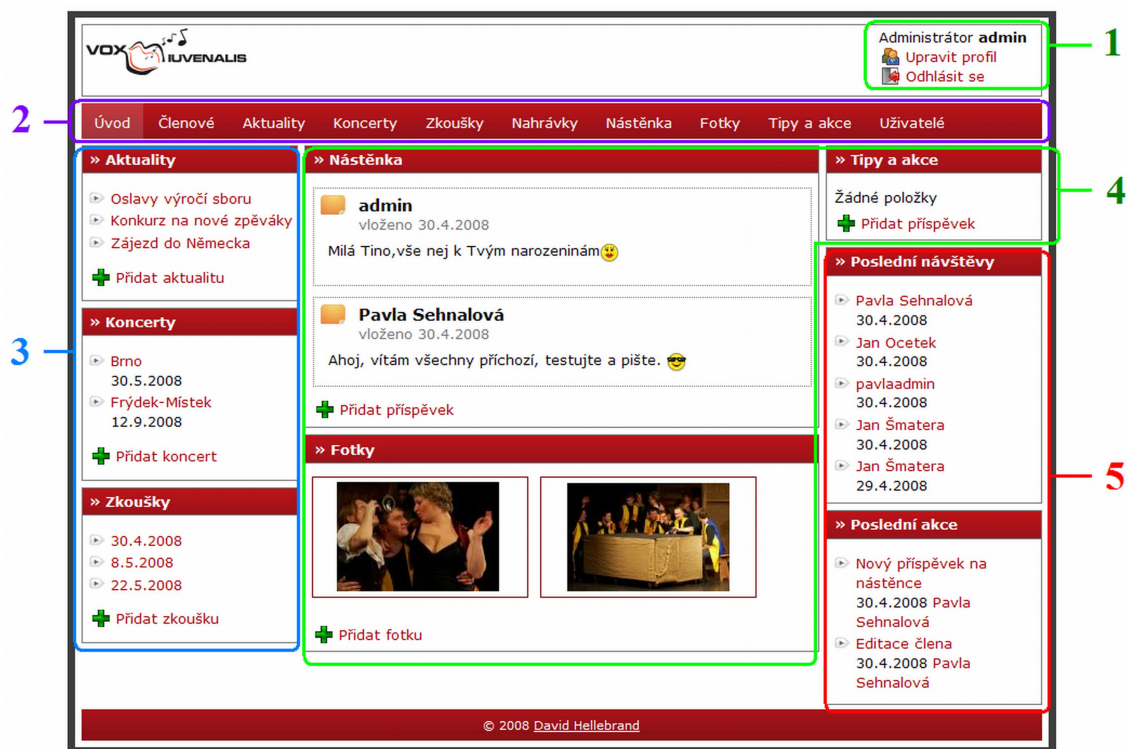 VOX IUVENALIS
Administrátor admin
Upravit profil
Odhlásit se
1
2
Úvod Členové Aktuality Koncerty Zkoušky Nahrávky Nástěnka Fotky Tipy a akce Uživatelé
3
» Aktuality
Oslavy výročí sboru
Konkurz na nové zpěváky
Zájezd do Německa
Přidat aktualitu
» Koncerty
Brno
30.5.2008
Frýdek-Místek
12.9.2008
Přidat koncert
» Zkoušky
30.4.2008
8.5.2008
22.5.2008
Přidat zkoušku
» Nástěnka
admin
vloženo 30.4.2008
Milá Tino,vše nej k Tvým narozeninám
Pavla Sehnalová
vloženo 30.4.2008
Ahoj, vítám všechny příchozí, testujte a pište.
Přidat příspěvek
» Fotky
Přidat fotku
» Tipy a akce
Žádné položky
Přidat příspěvek
4
» Poslední návštěvy
Pavla Sehnalová
30.4.2008
Jan Ocetek
30.4.2008
pavlaadmin
30.4.2008
Jan Šmatera
30.4.2008
Jan Šmatera
29.4.2008
5
» Poslední akce
Nový příspěvek na
nástěnce
30.4.2008 Pavla
Sehnalová
Editace člena
30.4.2008 Pavla
Sehnalová
© 2008 David Hellebrand